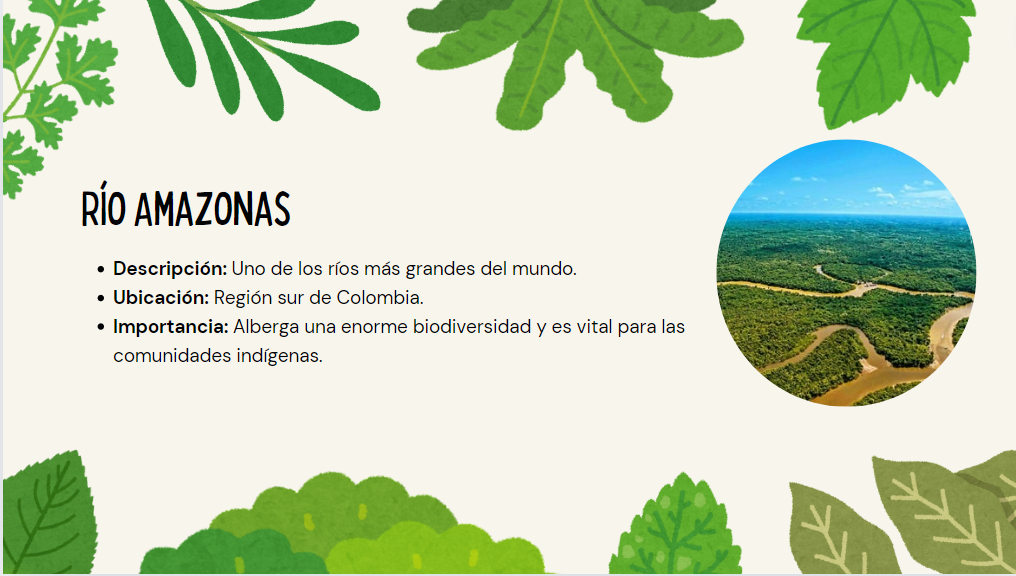 RÍO AMAZONAS
• Descripción: Uno de los ríos más grandes del mundo.
• Ubicación: Región sur de Colombia.
• Importancia: Alberga una enorme biodiversidad y es vital para las
comunidades indígenas.